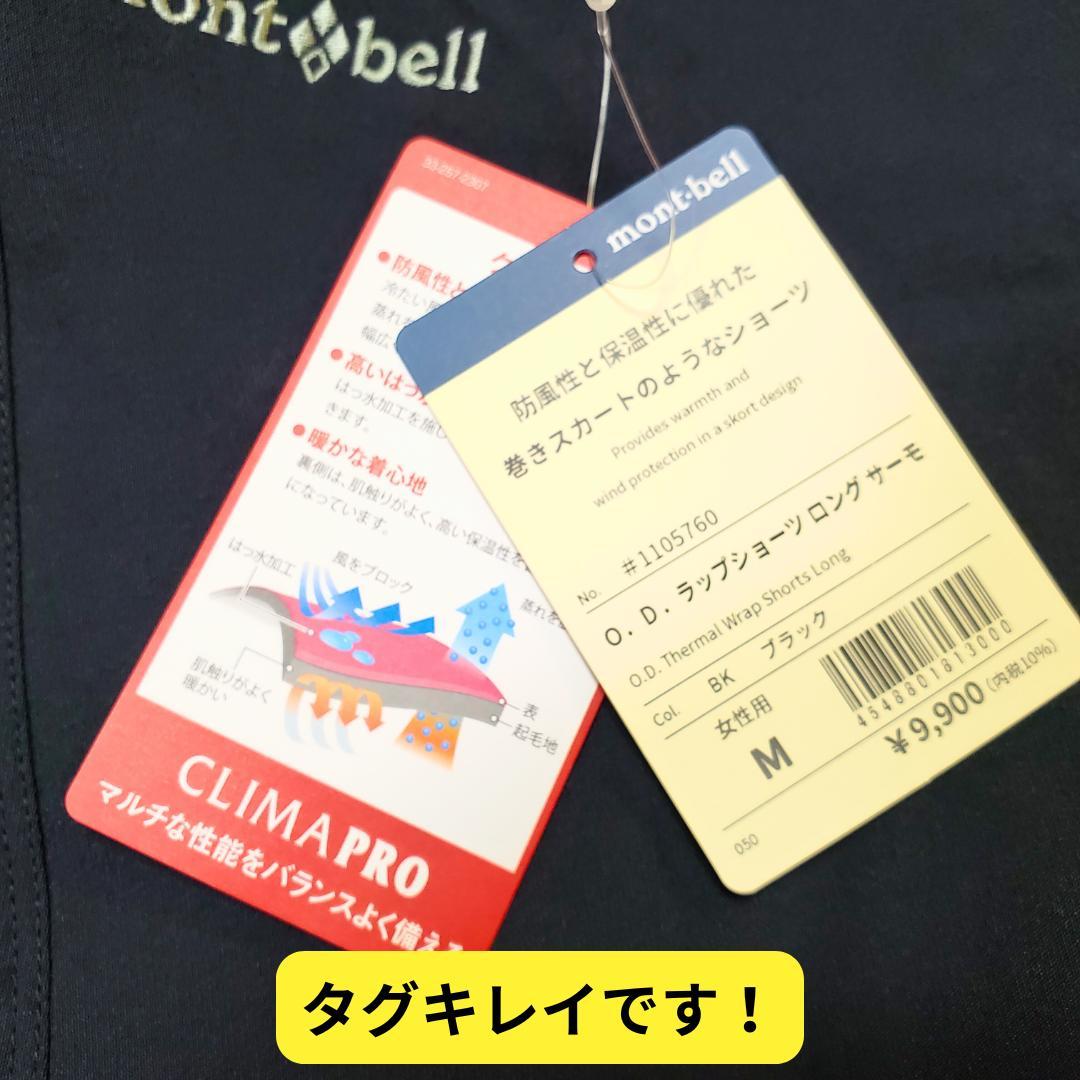 mont bell
33-257-2307
●防風性と
冷たい風
蒸れ
幅広
●高いはっ
はっ水加工を施し
きます。
●暖かな着心地
裏側は、肌触りがよく、高い保温性を
になっています。
はっ水加工
風をブロック
蒸れを
肌触りがよく
暖かい
表
起毛地
CLIMAPRO
マルチな性能をバランスよく備え
mont·bell
防風性と保温性に優れた
巻きスカートのようなショーツ
Provides warmth and
wind protection in a skort design
No. #1105760
O. D. ラップショーツ ロング サーモ
O.D. Thermal Wrap Shorts Long
Col. BK ブラック
女性用
M
4548801813000
¥9,900(内税10%)
050
タグキレイです！